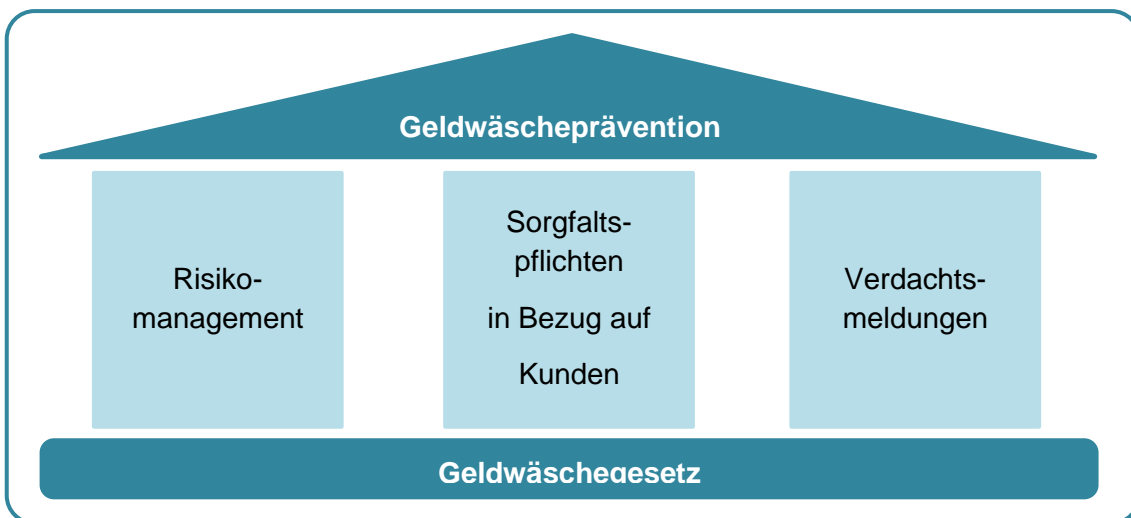 Geldwäscheprävention
Risiko-
management
Sorgfalts-
pflichten
in Bezug auf
Kunden
Verdachts-
meldungen
Geldwäschegesetz